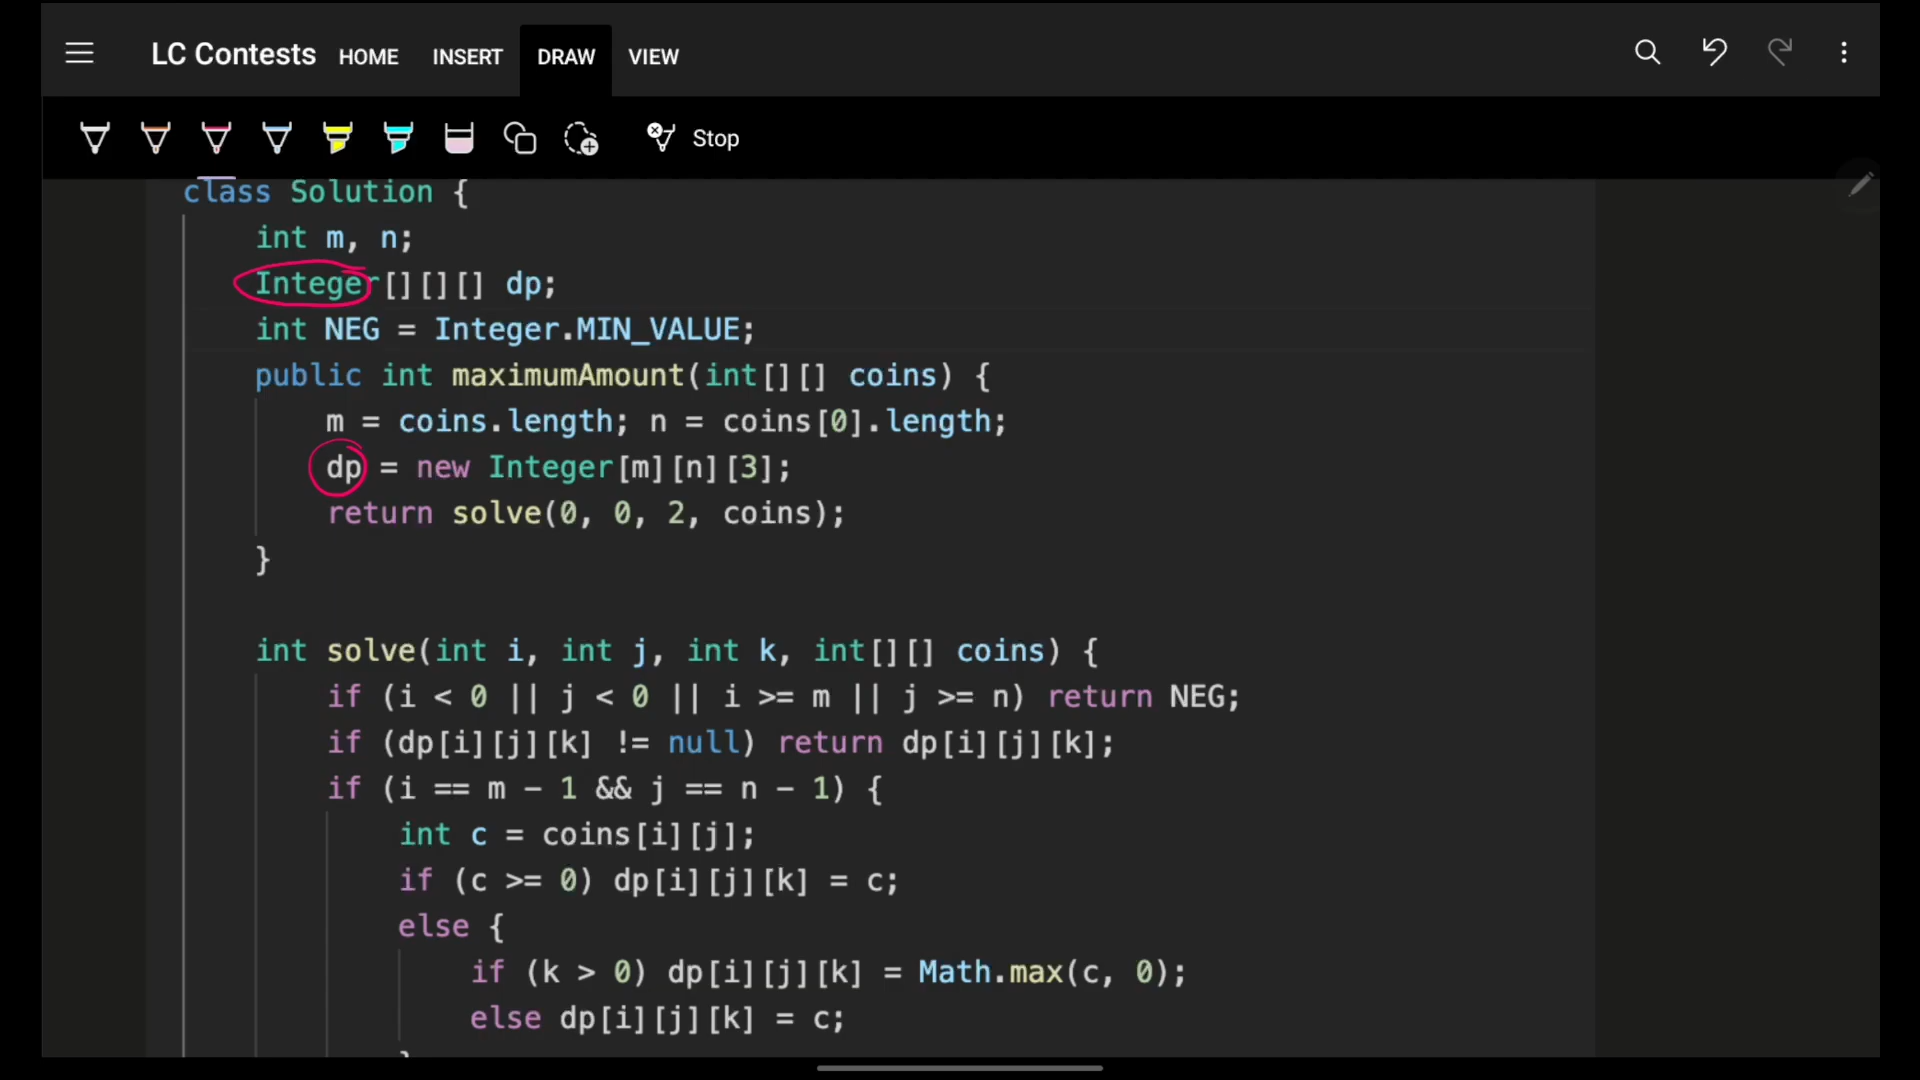 LC Contests HOME INSERT DRAW VIEW
Stop
class Solution {
int m, n;
Integer[][][] dp;
int NEG = Integer.MIN_VALUE;
public int maximumAmount(int[][] coins) {
m = coins.length; n = coins[0].length;
dp = new Integer[m][n][3];
return solve(0, 0, 2, coins);
}
int solve(int i, int j, int k, int[][] coins) {
if (i < 0 || j < 0 || i >= m || j >= n) return NEG;
if (dp[i][j][k] != null) return dp[i][j][k];
if (i == m - 1 && j == n - 1) {
int c = coins[i][j];
if (c >= 0) dp[i][j][k] = c;
else {
if (k > 0) dp[i][j][k] = Math.max(c, 0);
else dp[i][j][k] = c;
}